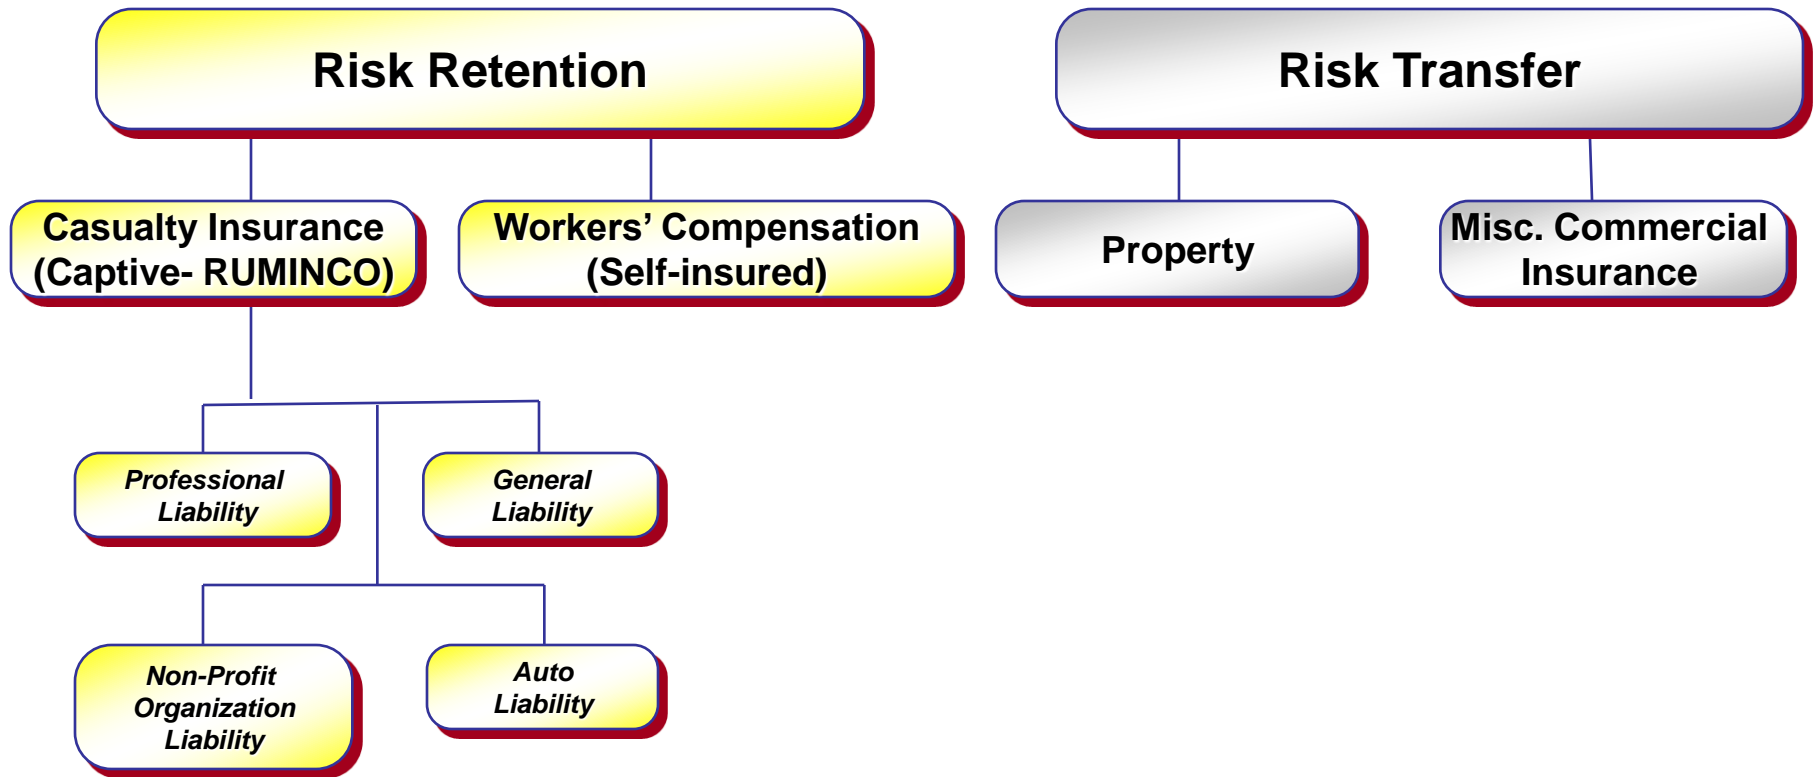 Risk Retention
Risk Transfer
Casualty Insurance
(Captive- RUMINCO)
Workers’ Compensation
(Self-insured)
Property
Misc. Commercial
Insurance
Professional
Liability
General
Liability
Non-Profit
Organization
Liability
Auto
Liability